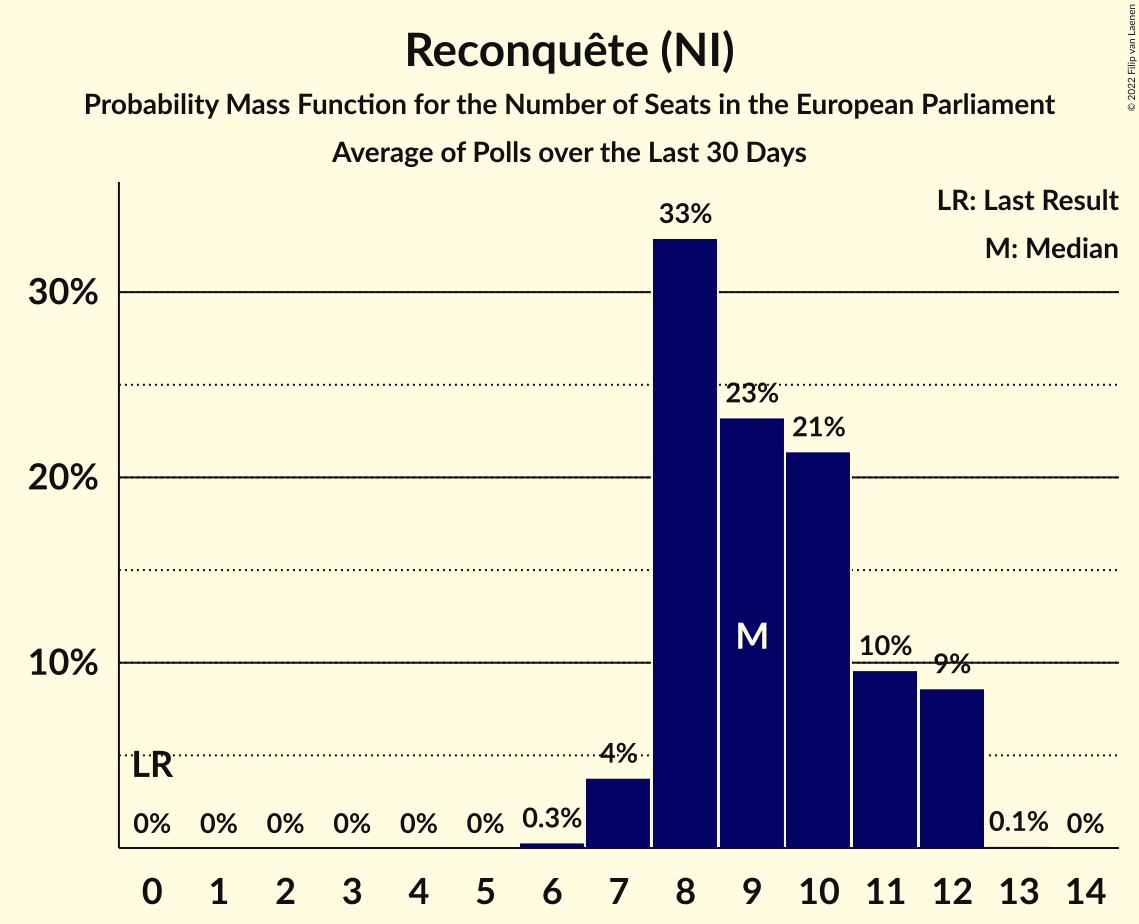 Reconquête (NI)
Probability Mass Function for the Number of Seats in the European Parliament
Average of Polls over the Last 30 Days
© 2022 Filip van Laenen
LR: Last Result
M: Median
33%
30%
23%
21%
20%
M
10%
10%
9%
LR
4%
0%
0%
0%
0%
0%
0%
0.3%
0.1%
0%
0 1 2 3 4 5 6 7 8 9 10 11 12 13 14